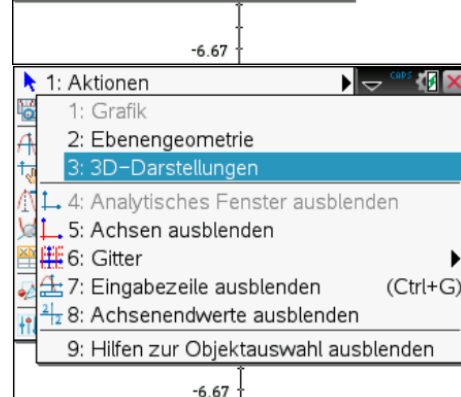 -6.67
1: Aktionen
CAPS
1: Grafik
2: Ebenengeometrie
3: 3D-Darstellungen
4: Analytisches Fenster ausblenden
5: Achsen ausblenden
6: Gitter
7: Eingabezeile ausblenden (Ctrl+G)
8: Achsenendwerte ausblenden
9: Hilfen zur Objektauswahl ausblenden
-6.67